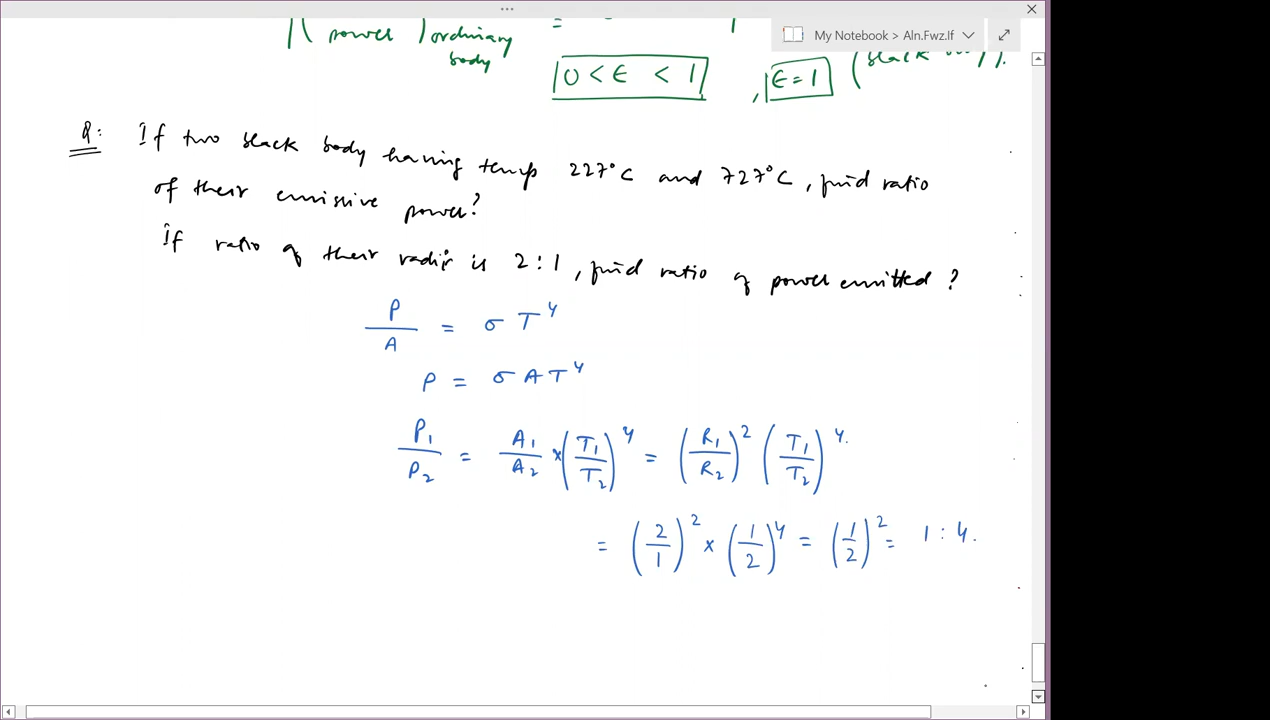 ...
My Notebook > Aln.Fwz.If
power ordinary =
body
0 < ϵ < 1 , ϵ = 1
Q: If two black body having temp 227°C and 727°C, find ratio
of their emissive power?
If ratio of their radii is 2 : 1, find ratio of power emitted ?
P/A = σ T⁴
P = σ A T⁴
P₁/P₂ = A₁/A₂ × (T₁/T₂)⁴ = (R₁/R₂)² (T₁/T₂)⁴.
= (2/1)² × (1/2)⁴ = (1/2)² = 1 : 4.